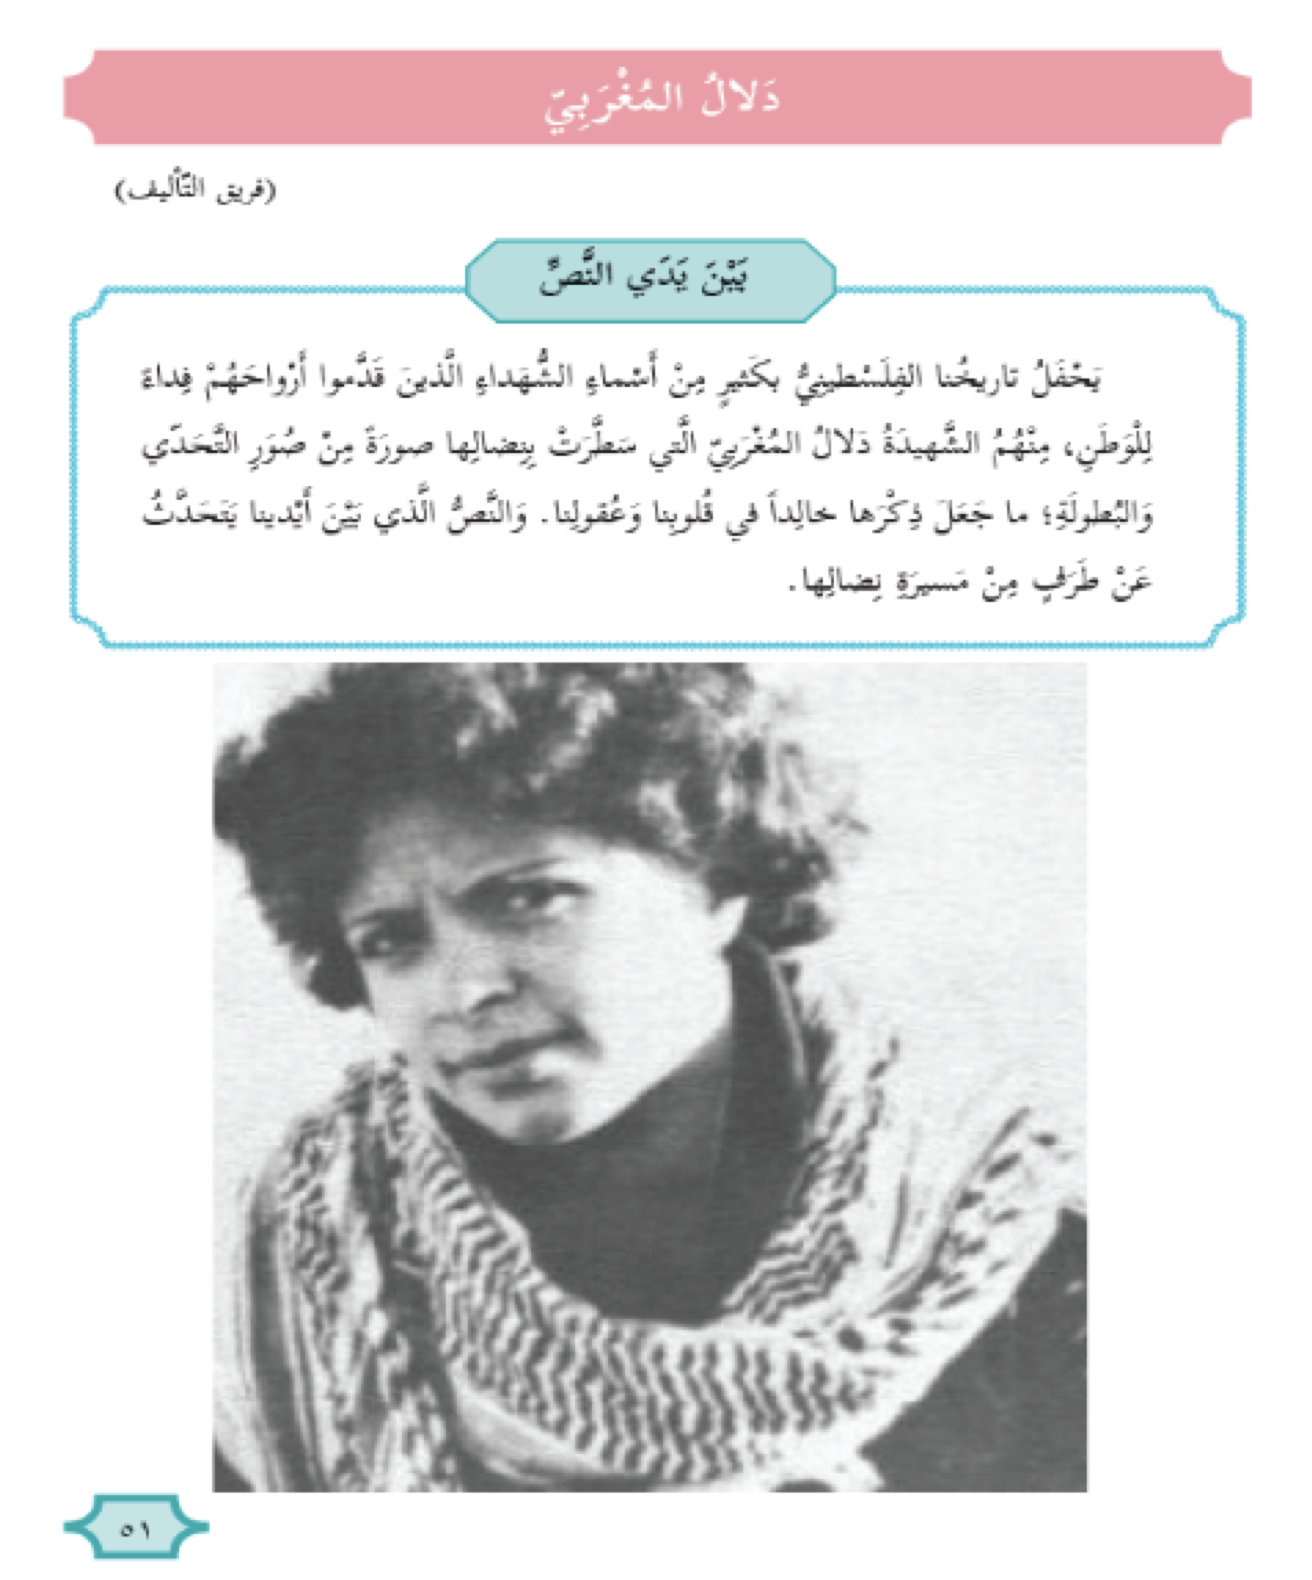 دَلالُ المُغْرَبِيّ
(فريق التّأليف)
بَيْنَ يَدَي النَّصِّ
يَحْفَلُ تاريخُنا الفِلَسْطينِيُّ بكَثيرٍ مِنْ أَسْماءِ الشُّهَداءِ الَّذينَ قَدَّموا أَرْواحَهُمْ فِداءً
لِلْوَطَنِ، مِنْهُمُ الشَّهيدَةُ دَلالُ المُغْرَبِيّ الَّتي سَطَّرَتْ بِنِضالِها صورَةً مِنْ صُوَرِ التَّحَدّي
وَالبُطولَةِ؛ ما جَعَلَ ذِكْرَها خالِداً في قُلوبِنا وَعُقولِنا. وَالنَّصُّ الَّذي بَيْنَ أَيْدينا يَتَحَدَّثُ
عَنْ طَرَفٍ مِنْ مَسيرَةِ نِضالِها.
٥١